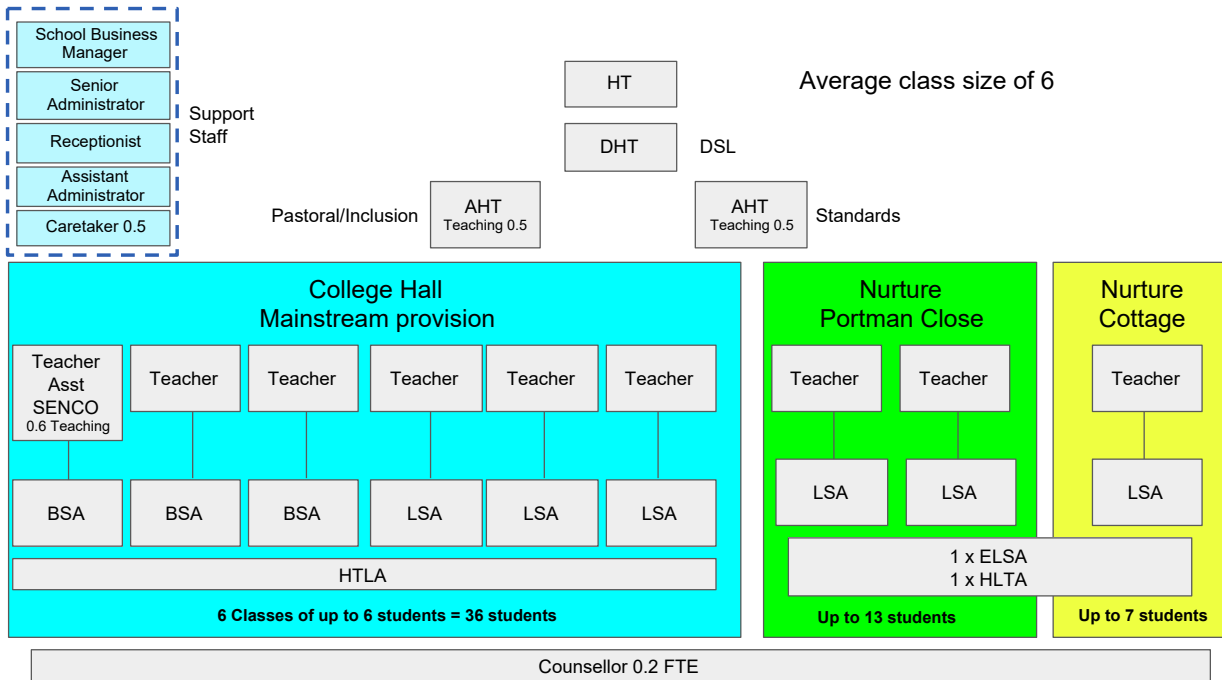 School Business
Manager
Senior
Administrator
Receptionist
Assistant
Administrator
Caretaker 0.5
Support
Staff
HT
Average class size of 6
DHT
DSL
Pastoral/Inclusion
AHT
Teaching 0.5
AHT
Teaching 0.5
Standards
College Hall
Mainstream provision
Teacher
Asst
SENCO
0.6 Teaching
Teacher
Teacher
Teacher
Teacher
Teacher
BSA
BSA
BSA
LSA
LSA
LSA
HTLA
6 Classes of up to 6 students = 36 students
Nurture
Portman Close
Teacher
Teacher
LSA
LSA
Nurture
Cottage
Teacher
LSA
1 x ELSA
1 x HLTA
Up to 13 students
Up to 7 students
Counsellor 0.2 FTE